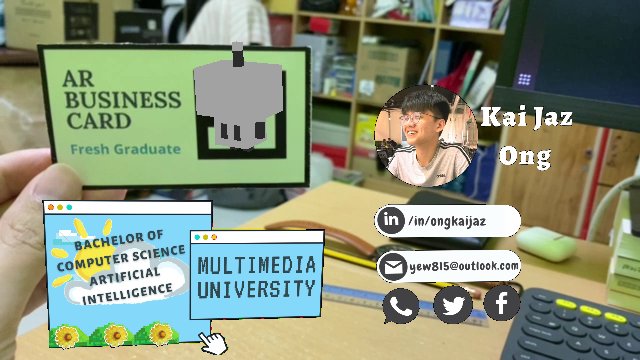 AR
BUSINESS
CARD
Fresh Graduate
Kai Jaz
Ong
in /in/ongkaijaz
yew815@outlook.com
BACHELOR OF
COMPUTER SCIENCE
ARTIFICIAL
INTELLIGENCE
MULTIMEDIA
UNIVERSITY
f